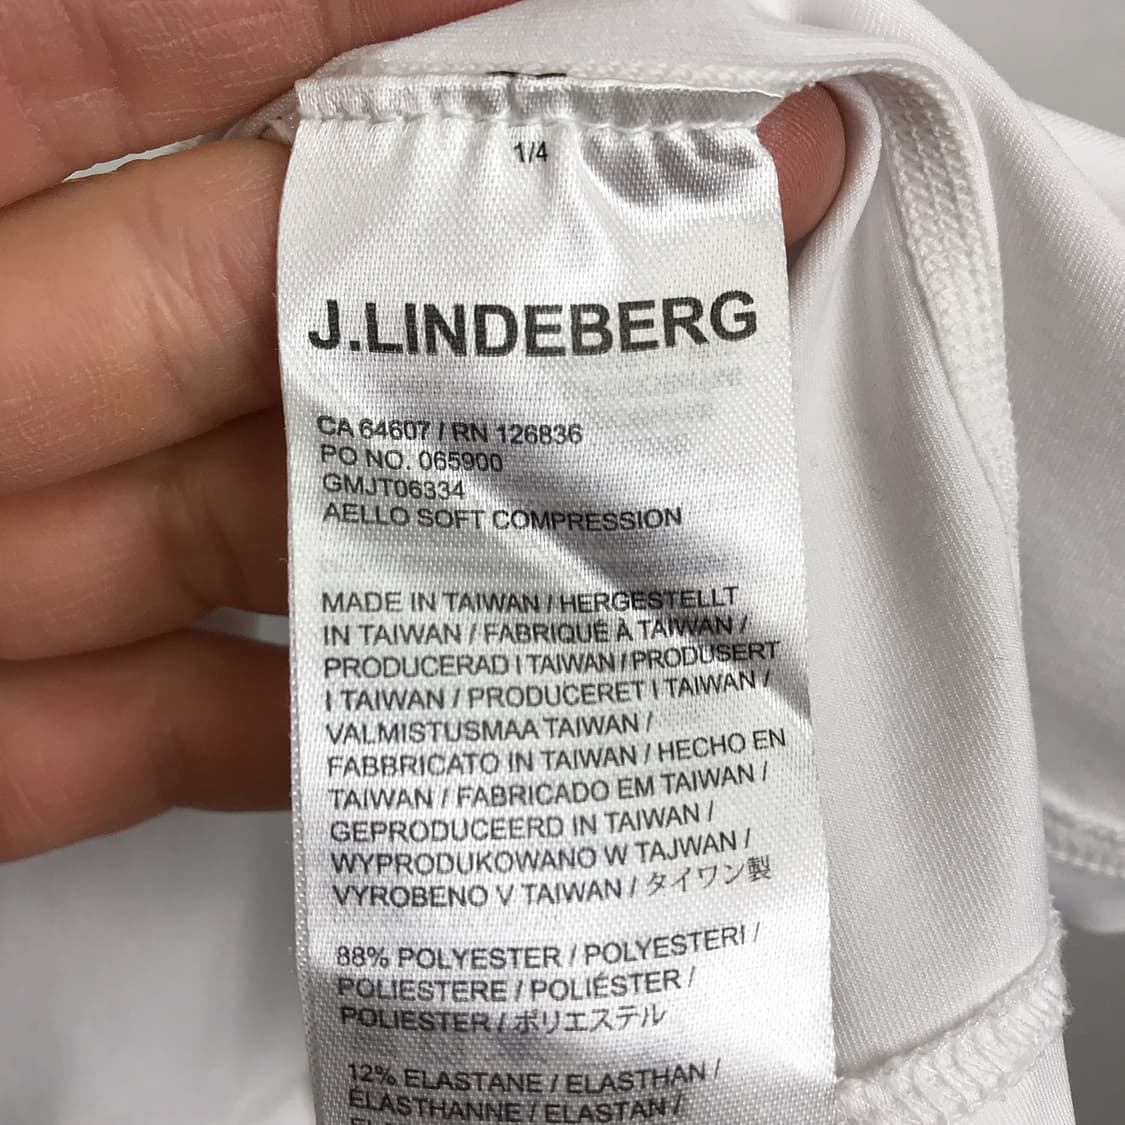 1/4
J.LINDEBERG
CA 64607 / RN 126836
PO NO. 065900
GMJT06334
AELLO SOFT COMPRESSION
MADE IN TAIWAN / HERGESTELLT
IN TAIWAN / FABRIQUÉ À TAIWAN /
PRODUCERAD I TAIWAN / PRODUSERT
I TAIWAN / PRODUCERET I TAIWAN /
VALMISTUSMAA TAIWAN /
FABBRICATO IN TAIWAN / HECHO EN
TAIWAN / FABRICADO EM TAIWAN /
GEPRODUCEERD IN TAIWAN /
WYPRODUKOWANO W TAJWAN /
VYROBENO V TAIWAN / タイワン製
88% POLYESTER / POLYESTERI /
POLIESTERE / POLIÉSTER /
POLIESTER / ポリエステル
12% ELASTANE / ELASTHAN /
ÉLASTHANNE / ELASTAN /